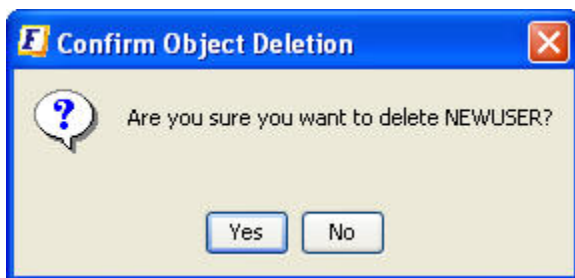 F Confirm Object Deletion
? Are you sure you want to delete NEWUSER?
Yes No